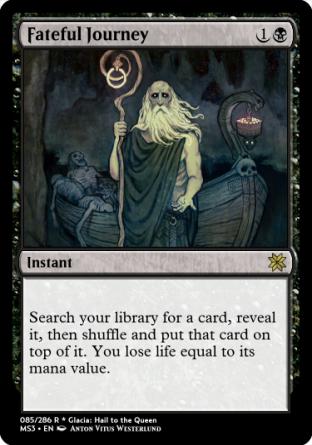 Fateful Journey 1
Instant
Search your library for a card, reveal
it, then shuffle and put that card on
top of it. You lose life equal to its
mana value.
085/286 R * Glacia: Hail to the Queen
MS3 • EN Anton Vitus Westerlund